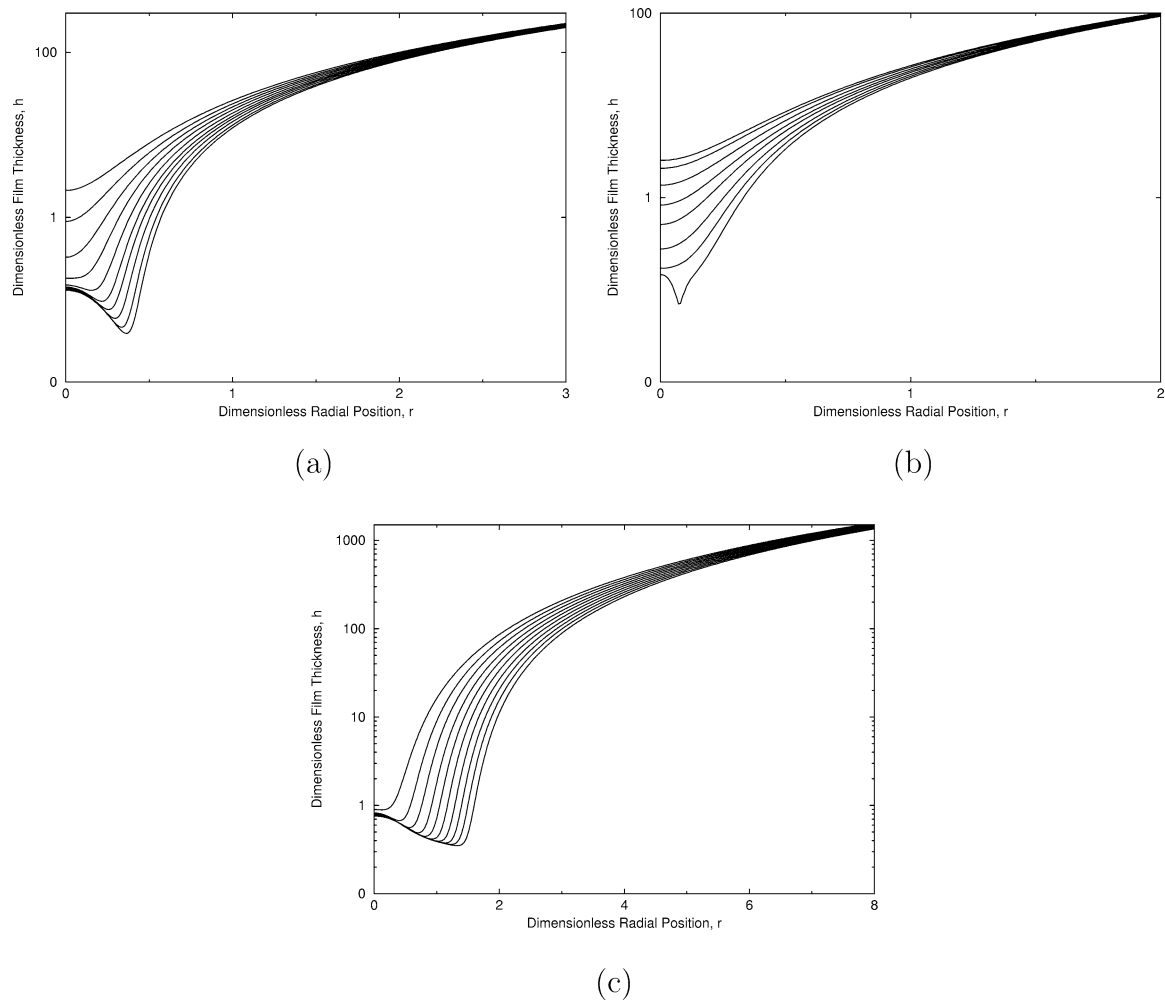 100
1
0
0
1
2
3
Dimensionless Film Thickness, h
Dimensionless Radial Position, r
(a)
100
1
0
0
1
2
Dimensionless Film Thickness, h
Dimensionless Radial Position, r
(b)
1000
100
10
1
0
0
2
4
6
8
Dimensionless Film Thickness, h
Dimensionless Radial Position, r
(c)